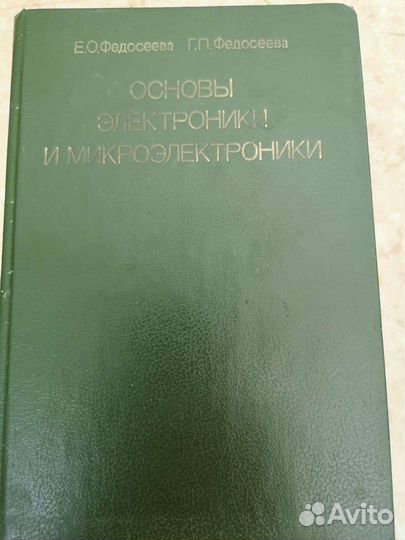 Е.О.Федосеева Г.П.Федосеева
ОСНОВЫ
ЭЛЕКТРОНИКИ
И МИКРОЭЛЕКТРОНИКИ
Avito